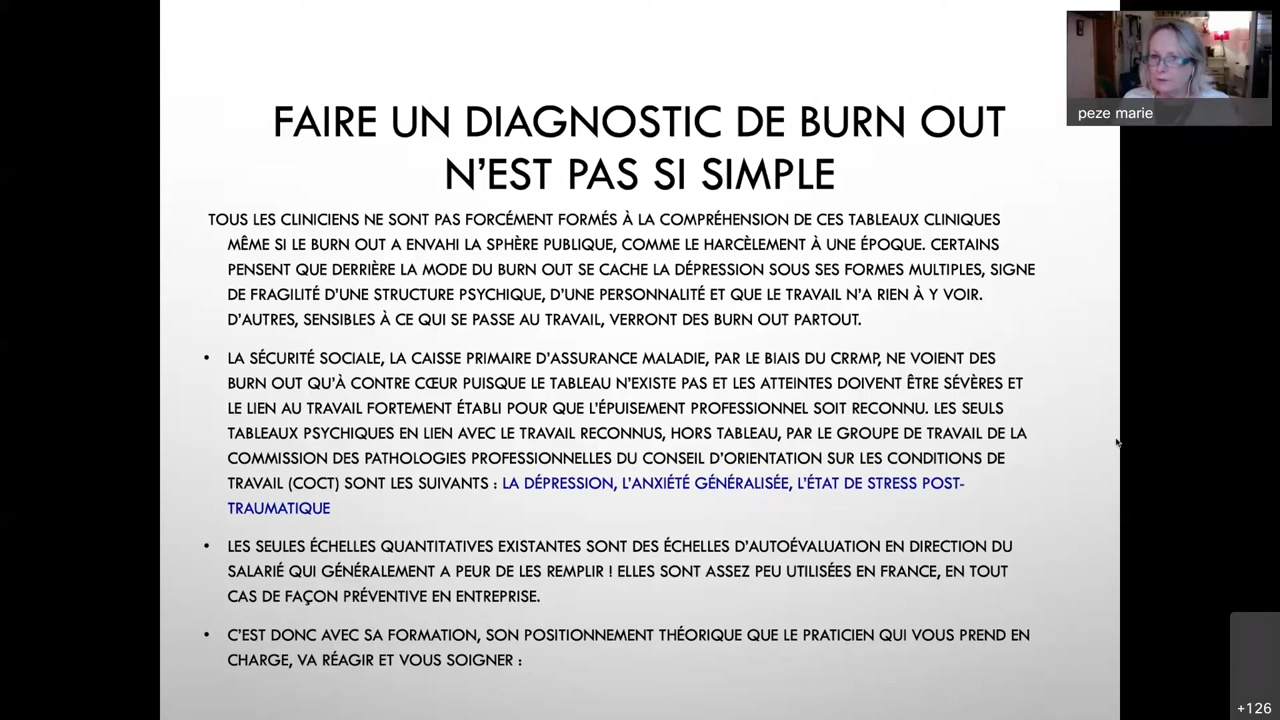 FAIRE UN DIAGNOSTIC DE BURN OUT
N'EST PAS SI SIMPLE
peze marie
TOUS LES CLINICIENS NE SONT PAS FORCÉMENT FORMÉS À LA COMPRÉHENSION DE CES TABLEAUX CLINIQUES
MÊME SI LE BURN OUT A ENVAHI LA SPHÈRE PUBLIQUE, COMME LE HARCÈLEMENT À UNE ÉPOQUE. CERTAINS
PENSENT QUE DERRIÈRE LA MODE DU BURN OUT SE CACHE LA DÉPRESSION SOUS SES FORMES MULTIPLES, SIGNE
DE FRAGILITÉ D'UNE STRUCTURE PSYCHIQUE, D'UNE PERSONNALITÉ ET QUE LE TRAVAIL N'A RIEN À Y VOIR.
D'AUTRES, SENSIBLES À CE QUI SE PASSE AU TRAVAIL, VERRONT DES BURN OUT PARTOUT.
• LA SÉCURITÉ SOCIALE, LA CAISSE PRIMAIRE D'ASSURANCE MALADIE, PAR LE BIAIS DU CRRMP, NE VOIENT DES
BURN OUT QU'À CONTRE CŒUR PUISQUE LE TABLEAU N'EXISTE PAS ET LES ATTEINTES DOIVENT ÊTRE SÉVÈRES ET
LE LIEN AU TRAVAIL FORTEMENT ÉTABLI POUR QUE L'ÉPUISEMENT PROFESSIONNEL SOIT RECONNU. LES SEULS
TABLEAUX PSYCHIQUES EN LIEN AVEC LE TRAVAIL RECONNUS, HORS TABLEAU, PAR LE GROUPE DE TRAVAIL DE LA
COMMISSION DES PATHOLOGIES PROFESSIONNELLES DU CONSEIL D'ORIENTATION SUR LES CONDITIONS DE
TRAVAIL (COCT) SONT LES SUIVANTS : LA DÉPRESSION, L'ANXIÉTÉ GÉNÉRALISÉE, L'ÉTAT DE STRESS POST-
TRAUMATIQUE
• LES SEULES ÉCHELLES QUANTITATIVES EXISTANTES SONT DES ÉCHELLES D'AUTOÉVALUATION EN DIRECTION DU
SALARIÉ QUI GÉNÉRALEMENT A PEUR DE LES REMPLIR ! ELLES SONT ASSEZ PEU UTILISÉES EN FRANCE, EN TOUT
CAS DE FAÇON PRÉVENTIVE EN ENTREPRISE.
• C'EST DONC AVEC SA FORMATION, SON POSITIONNEMENT THÉORIQUE QUE LE PRATICIEN QUI VOUS PREND EN
CHARGE, VA RÉAGIR ET VOUS SOIGNER :
+126